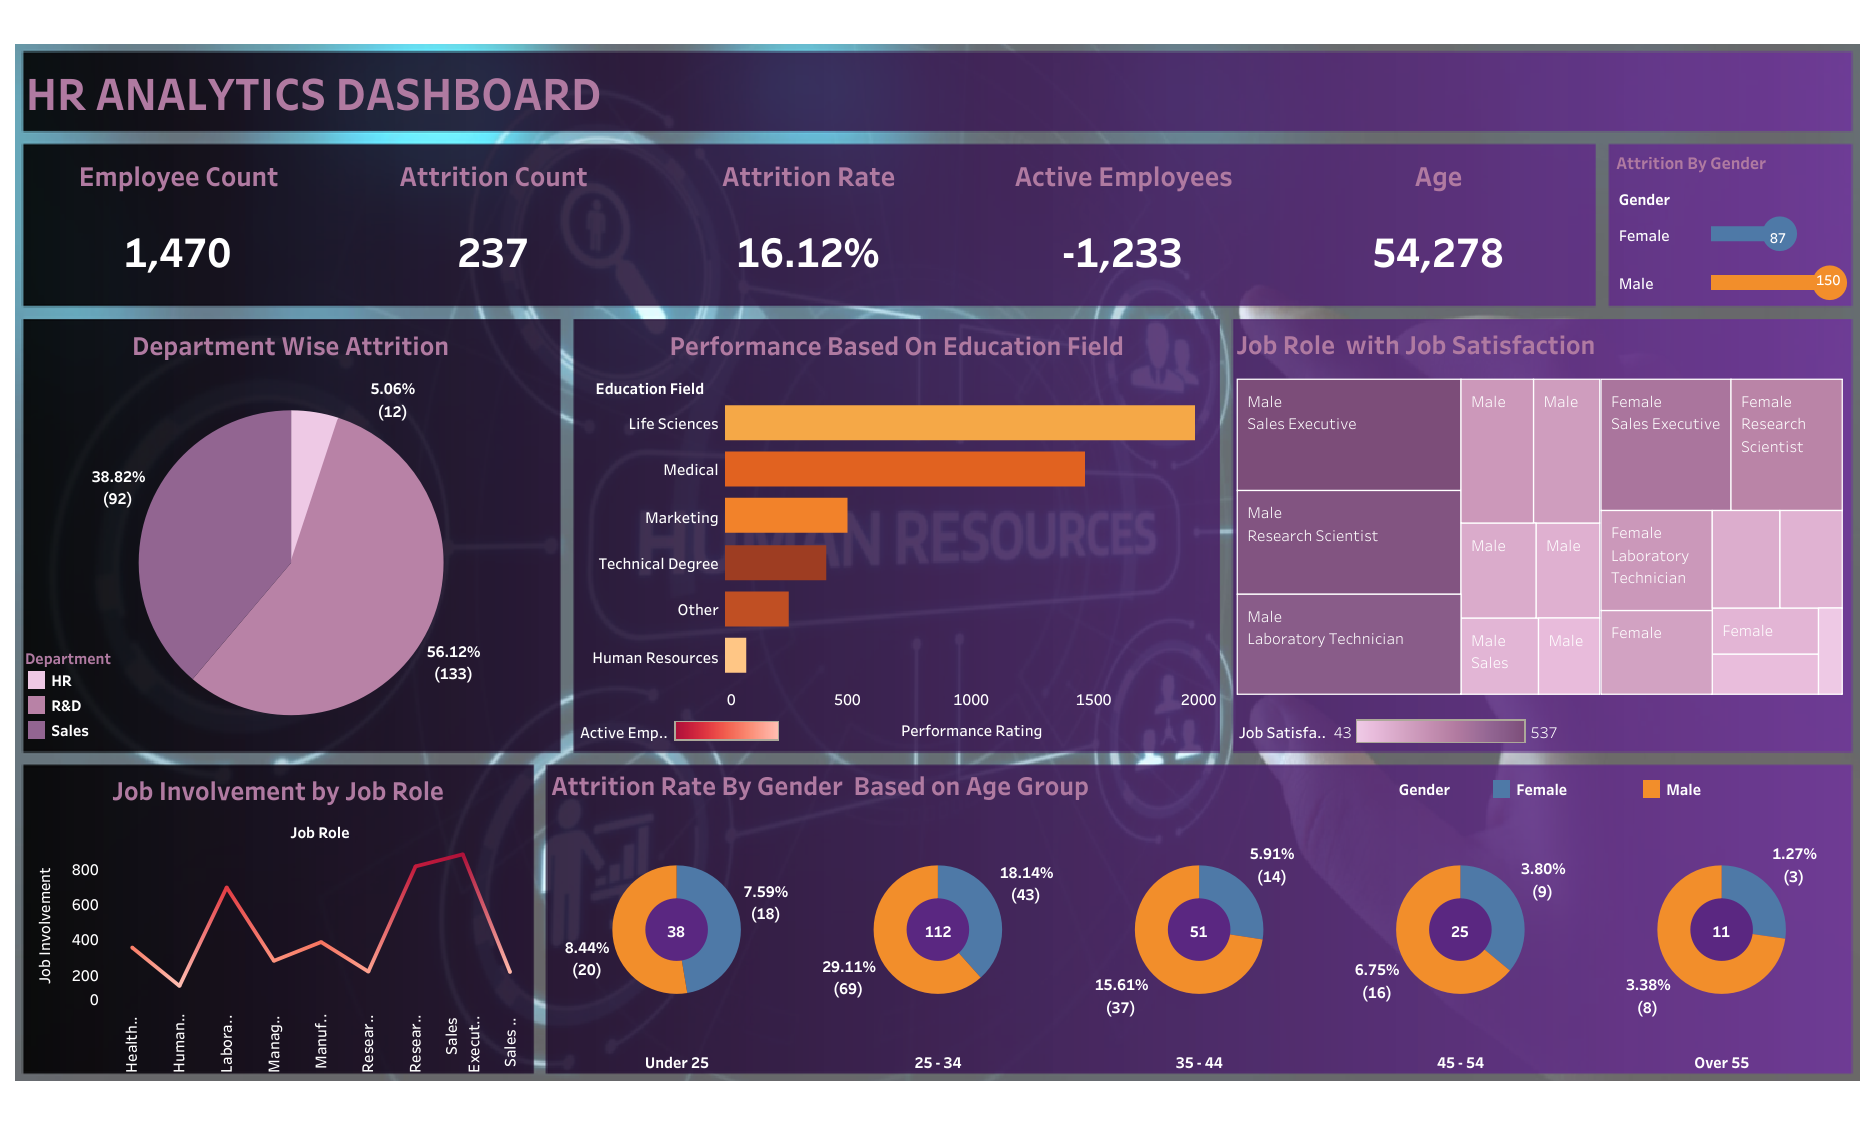 HR ANALYTICS DASHBOARD
Employee Count
Attrition Count
Attrition Rate
Active Employees
Age
1,470
237
16.12%
-1,233
54,278
Attrition By Gender
Gender
Female
87
Male
150
Department Wise Attrition
5.06%
(12)
38.82%
(92)
56.12%
(133)
Department
HR
R&D
Sales
Performance Based On Education Field
Education Field
Life Sciences
Medical
Marketing
Technical Degree
Other
Human Resources
HUMAN RESOURCES
0
500
1000
1500
2000
Active Emp..
Performance Rating
Job Role with Job Satisfaction
Male
Sales Executive
Male
Research Scientist
Male
Laboratory Technician
Male
Male
Male
Male
Male
Sales
Male
Female
Sales Executive
Female
Research
Scientist
Female
Laboratory
Technician
Female
Female
Job Satisfa..
43
537
Job Involvement by Job Role
Job Role
Job Involvement
800
600
400
200
0
Health..
Human..
Labora..
Manag..
Manuf..
Resear..
Resear..
Sales
Execut..
Sales ..
Attrition Rate By Gender Based on Age Group
Gender
Female
Male
7.59%
(18)
38
8.44%
(20)
Under 25
18.14%
(43)
112
29.11%
(69)
25 - 34
5.91%
(14)
51
15.61%
(37)
35 - 44
3.80%
(9)
25
6.75%
(16)
45 - 54
1.27%
(3)
11
3.38%
(8)
Over 55